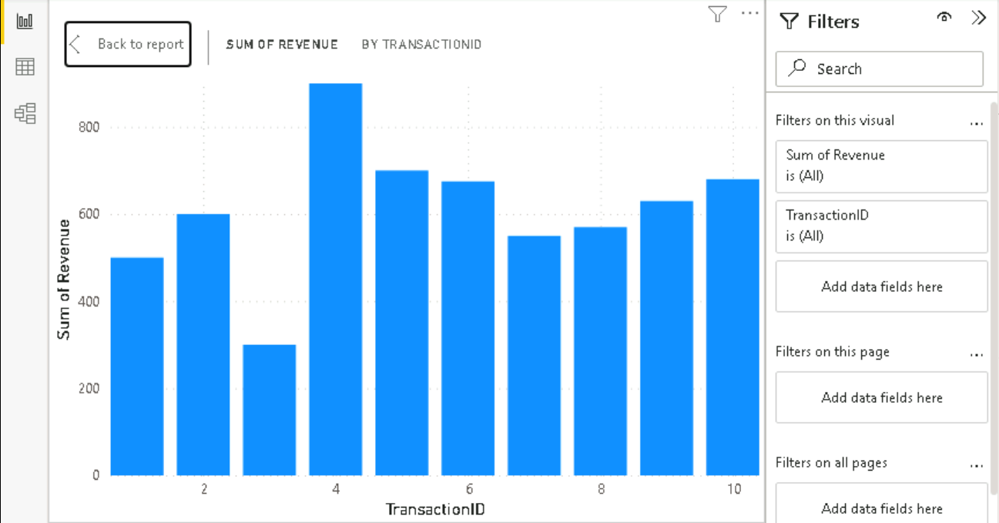 Back to report
SUM OF REVENUE
BY TRANSACTIONID
Sum of Revenue
800
600
400
200
0
2
4
6
8
10
TransactionID
Filters
Search
Filters on this visual
...
Sum of Revenue
is (All)
TransactionID
is (All)
Add data fields here
Filters on this page
...
Add data fields here
Filters on all pages
...
Add data fields here